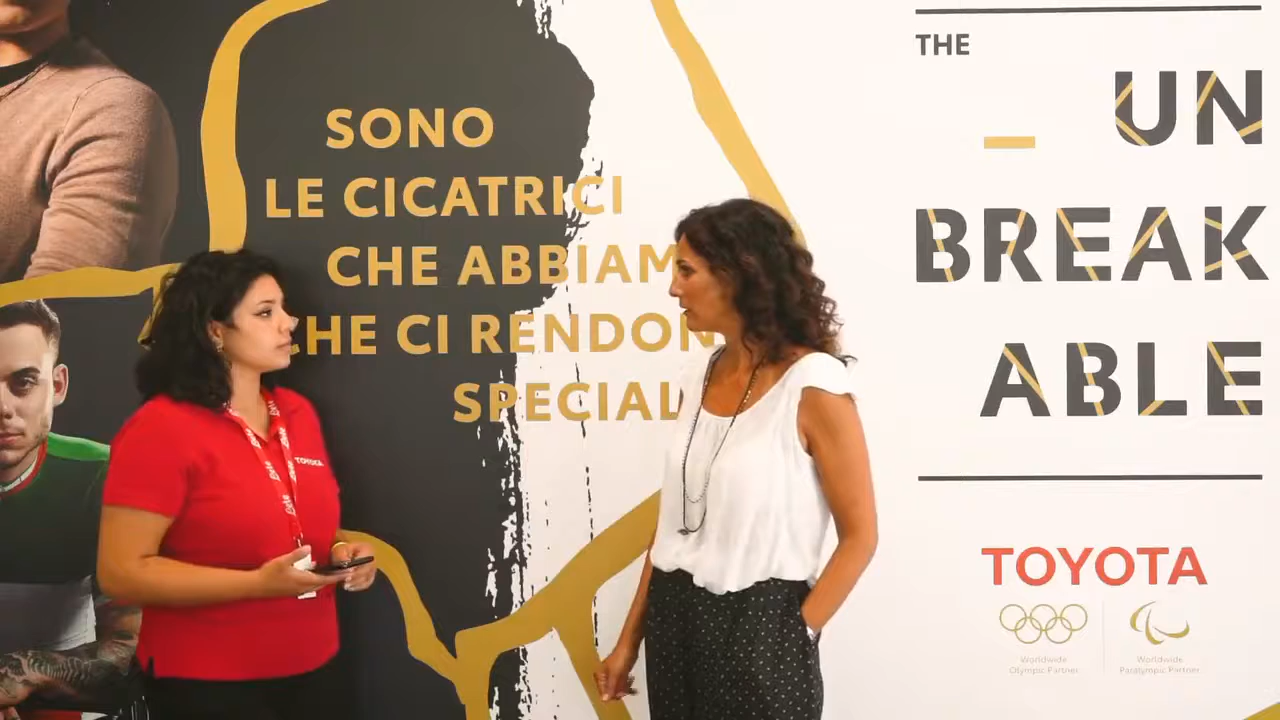 SONO
LE CICATRICI
CHE ABBIAM
CHE CI RENDON
SPECIAL
THE
UN
BREAK
ABLE
TOYOTA
Worldwide
Olympic Partner
Worldwide
Paralympic Partner
TOYOTA